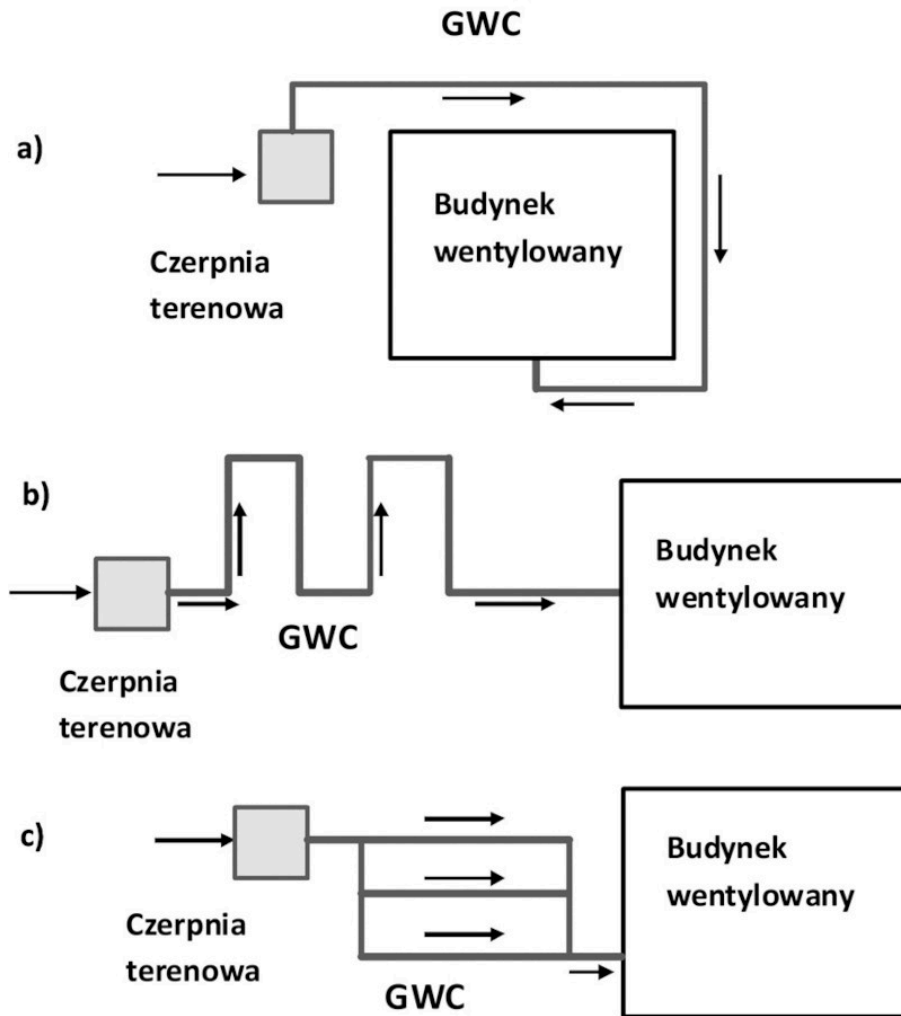 GWC
a)
Budynek
wentylowany
Czerpnia
terenowa
b)
Budynek
wentylowany
GWC
Czerpnia
terenowa
c)
Budynek
wentylowany
Czerpnia
terenowa
GWC